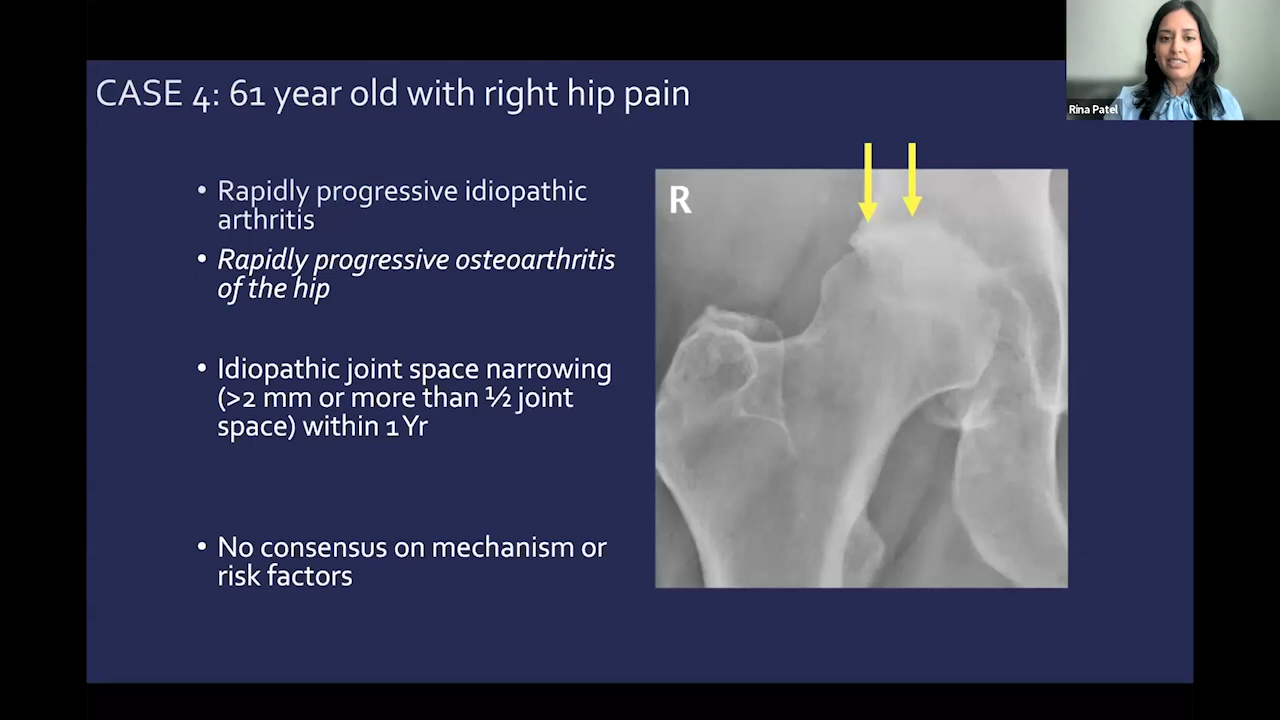 CASE 4: 61 year old with right hip pain
Rina Patel
• Rapidly progressive idiopathic
arthritis
• Rapidly progressive osteoarthritis
of the hip
• Idiopathic joint space narrowing
(>2 mm or more than ½ joint
space) within 1 Yr
• No consensus on mechanism or
risk factors
R